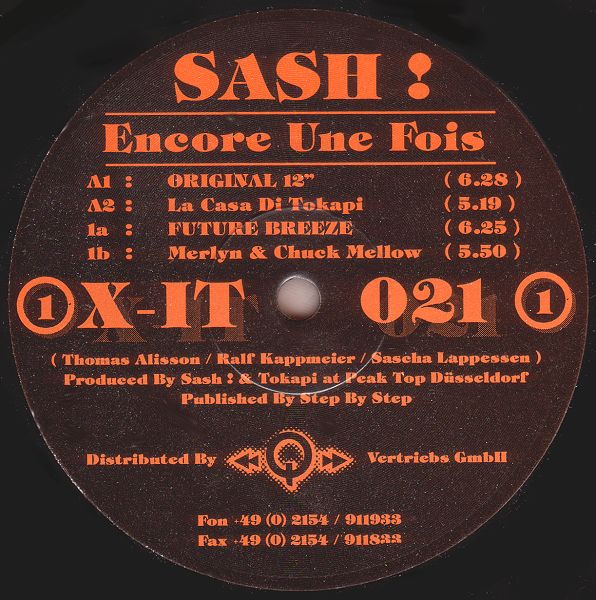 SASH !
Encore Une Fois
A1 : ORIGINAL 12” ( 6.28 )
A2 : La Casa Di Tokapi ( 5.19 )
1a : FUTURE BREEZE ( 6.25 )
1b : Merlyn & Chuck Mellow ( 5.50 )
1 X-IT 021 1
( Thomas Alisson / Ralf Kappmeier / Sascha Lappessen )
Produced By Sash ! & Tokapi at Peak Top Düsseldorf
Published By Step By Step
Distributed By Q Vertriebs GmbH
Fon +49 (0) 2154 / 911933
Fax +49 (0) 2154 / 911833